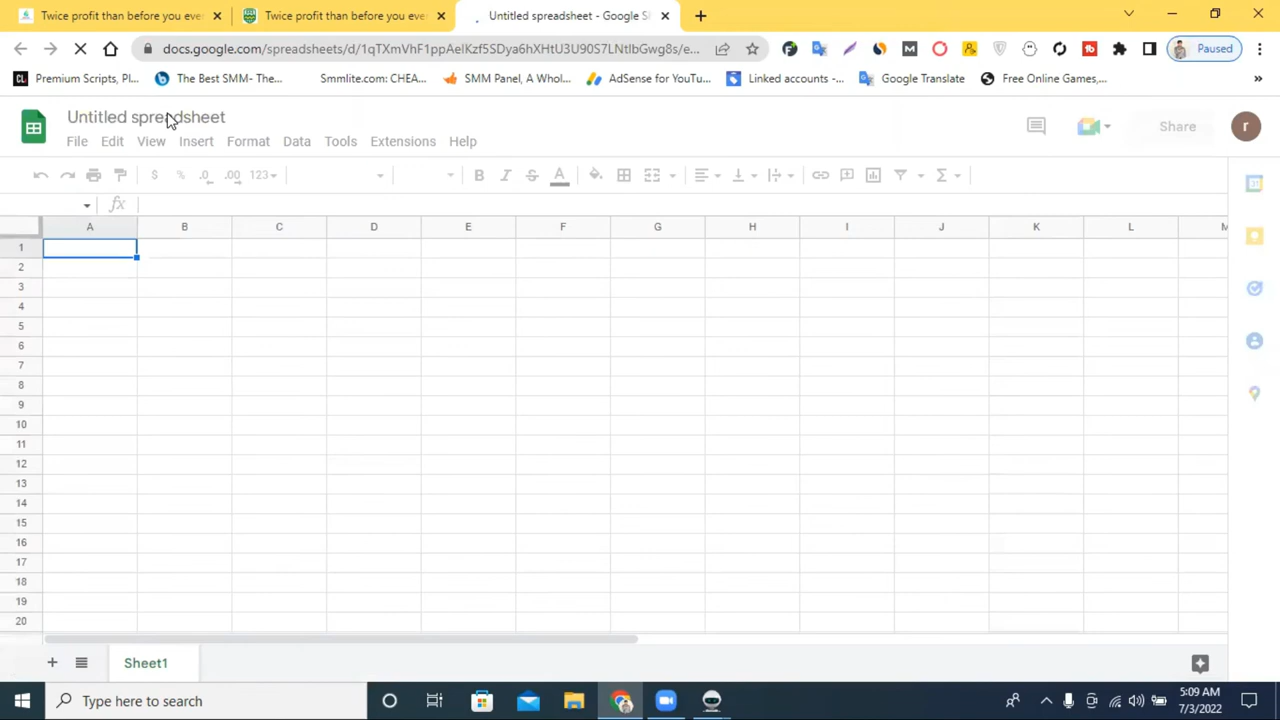 Twice profit than before you eve
Twice profit than before you eve
Untitled spreadsheet - Google S
docs.google.com/spreadsheets/d/1qTXmVhF1ppAelKzf5SDya6hXHtU3U90S7LNtlbGwg8s/e...
Paused
Premium Scripts, Pl...
The Best SMM- The...
Smmlite.com: CHEA...
SMM Panel, A Whol...
AdSense for YouTu...
Linked accounts -...
Google Translate
Free Online Games,...
»
Untitled spreadsheet
Share
r
File Edit View Insert Format Data Tools Extensions Help
$ % .0 .00 123 B I S A Σ
fx
A B C D E F G H I J K L M
1
2
3
4
5
6
7
8
9
10
11
12
13
14
15
16
17
18
19
20
Sheet1
Type here to search
5:09 AM
7/3/2022